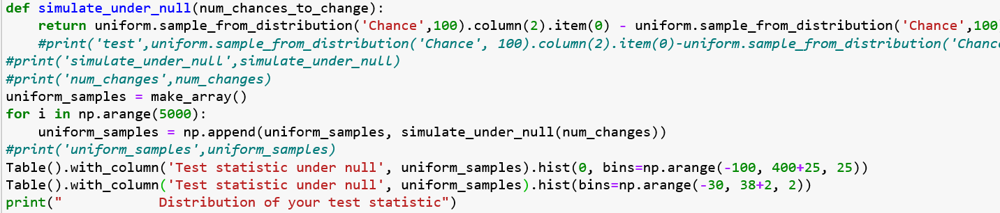 def simulate_under_null(num_chances_to_change):
    return uniform.sample_from_distribution('Chance',100).column(2).item(0) - uniform.sample_from_distribution('Chance',100
    #print('test',uniform.sample_from_distribution('Chance', 100).column(2).item(0)-uniform.sample_from_distribution('Chance
#print('simulate_under_null',simulate_under_null)
#print('num_changes',num_changes)
uniform_samples = make_array()
for i in np.arange(5000):
    uniform_samples = np.append(uniform_samples, simulate_under_null(num_changes))
#print('uniform_samples',uniform_samples)
Table().with_column('Test statistic under null', uniform_samples).hist(0, bins=np.arange(-100, 400+25, 25))
Table().with_column('Test statistic under null', uniform_samples).hist(bins=np.arange(-30, 38+2, 2))
print("           Distribution of your test statistic")